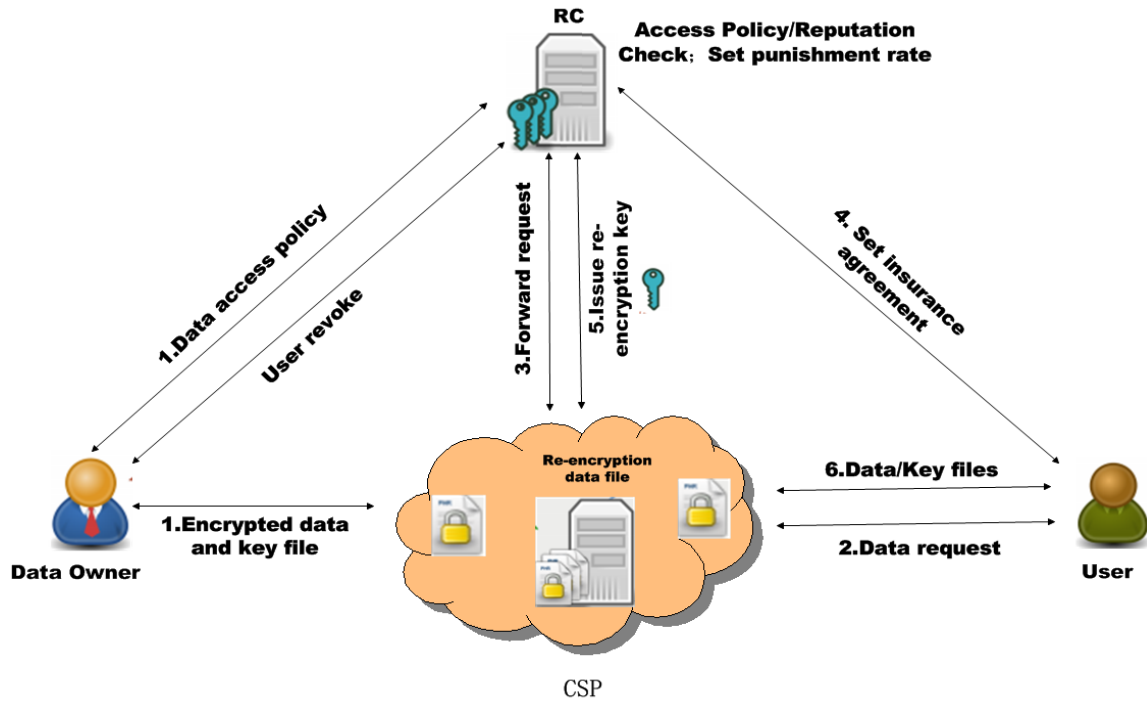 RC
Access Policy/Reputation
Check；Set punishment rate
1.Data access policy
User revoke
3.Forward request
5.Issue re-
encryption key
4. Set insurance
agreement
Re-encryption
data file
1.Encrypted data
and key file
6.Data/Key files
2.Data request
Data Owner
User
CSP